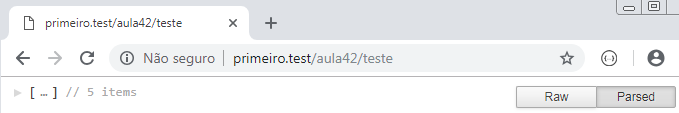 primeiro.test/aula42/teste
Não seguro | primeiro.test/aula42/teste
[ … ] // 5 items
Raw Parsed